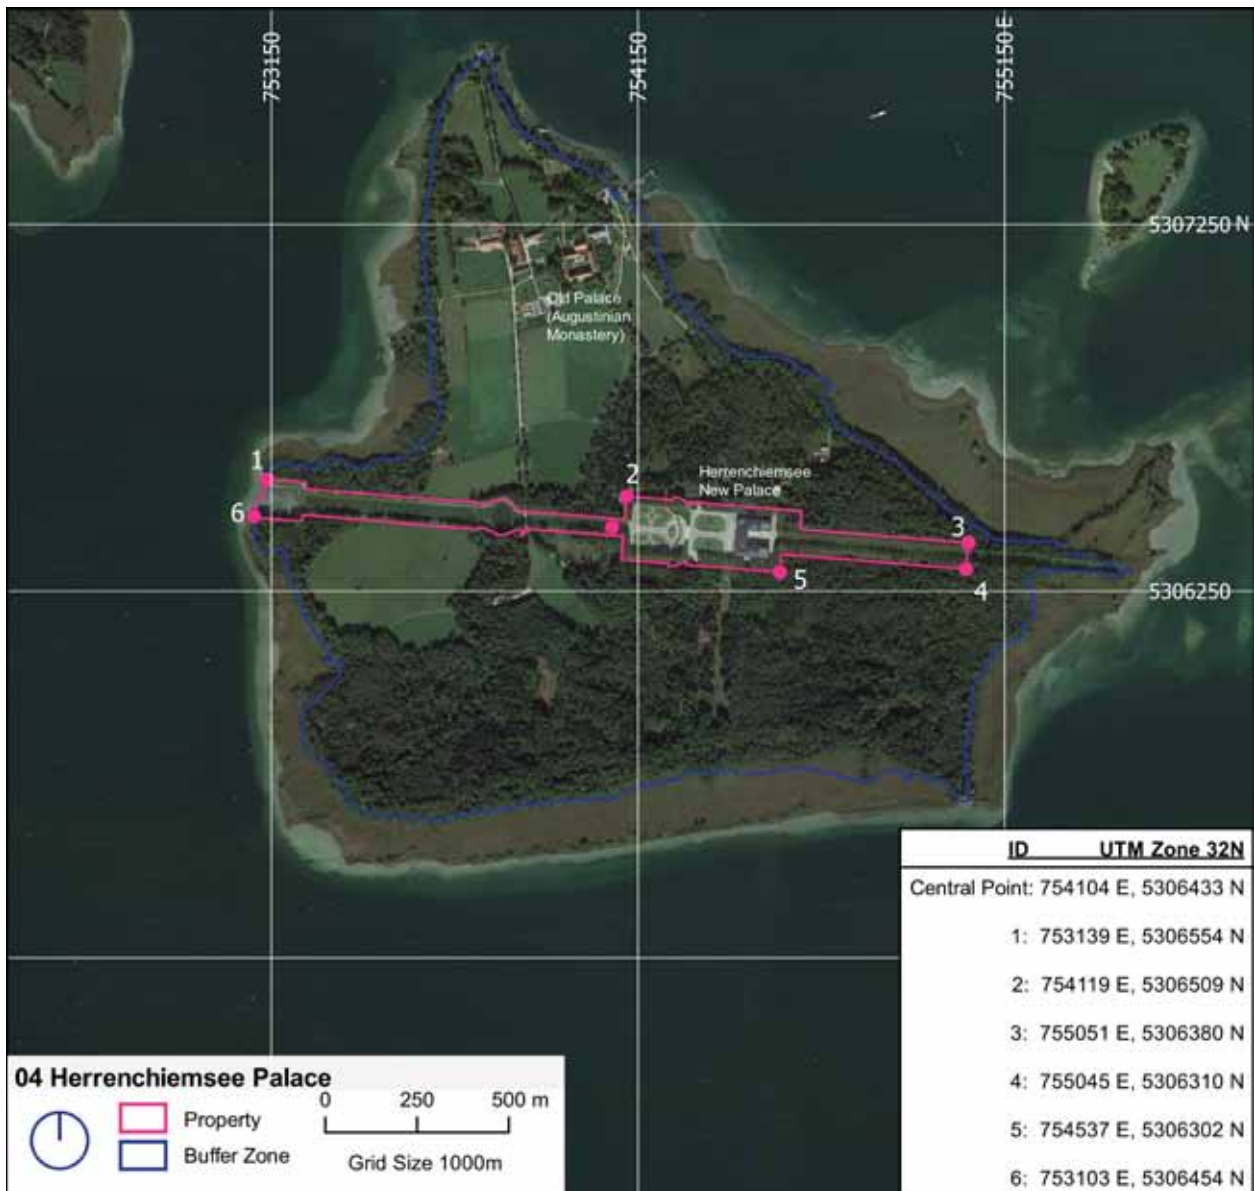 753150
754150
755150 E
5307250 N
Old Palace
(Augustinian
Monastery)
1
2
Herrenchiemsee
New Palace
6
3
5
4
5306250
ID UTM Zone 32N
Central Point: 754104 E, 5306433 N
1: 753139 E, 5306554 N
2: 754119 E, 5306509 N
3: 755051 E, 5306380 N
4: 755045 E, 5306310 N
5: 754537 E, 5306302 N
6: 753103 E, 5306454 N
04 Herrenchiemsee Palace
Property
Buffer Zone
0 250 500 m
Grid Size 1000m